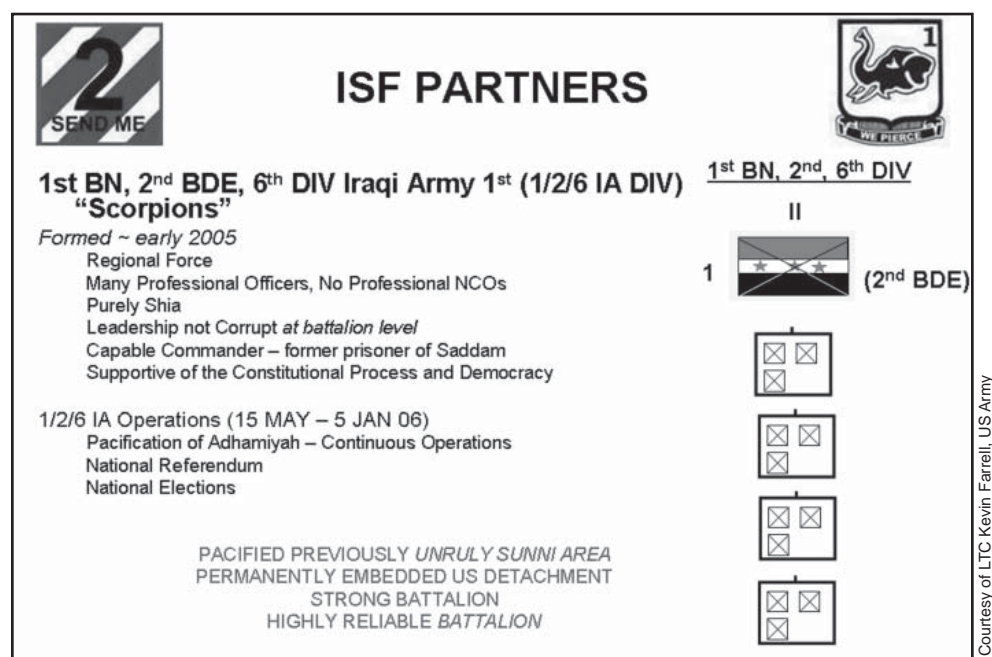 2
SEND ME
ISF PARTNERS
1
WE PIERCE
1st BN, 2nd BDE, 6th DIV Iraqi Army 1st (1/2/6 IA DIV)
“Scorpions”
Formed ~ early 2005
Regional Force
Many Professional Officers, No Professional NCOs
Purely Shia
Leadership not Corrupt at battalion level
Capable Commander – former prisoner of Saddam
Supportive of the Constitutional Process and Democracy
1/2/6 IA Operations (15 MAY – 5 JAN 06)
Pacification of Adhamiyah – Continuous Operations
National Referendum
National Elections
PACIFIED PREVIOUSLY UNRULY SUNNI AREA
PERMANENTLY EMBEDDED US DETACHMENT
STRONG BATTALION
HIGHLY RELIABLE BATTALION
1st BN, 2nd, 6th DIV
II
1
(2nd BDE)
Courtesy of LTC Kevin Farrell, US Army